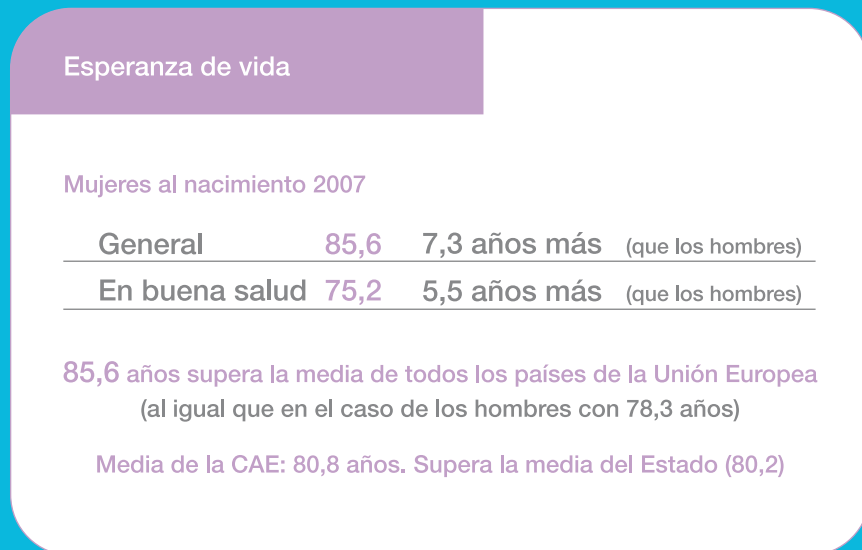 Esperanza de vida
Mujeres al nacimiento 2007
General 85,6 7,3 años más (que los hombres)
En buena salud 75,2 5,5 años más (que los hombres)
85,6 años supera la media de todos los países de la Unión Europea
(al igual que en el caso de los hombres con 78,3 años)
Media de la CAE: 80,8 años. Supera la media del Estado (80,2)